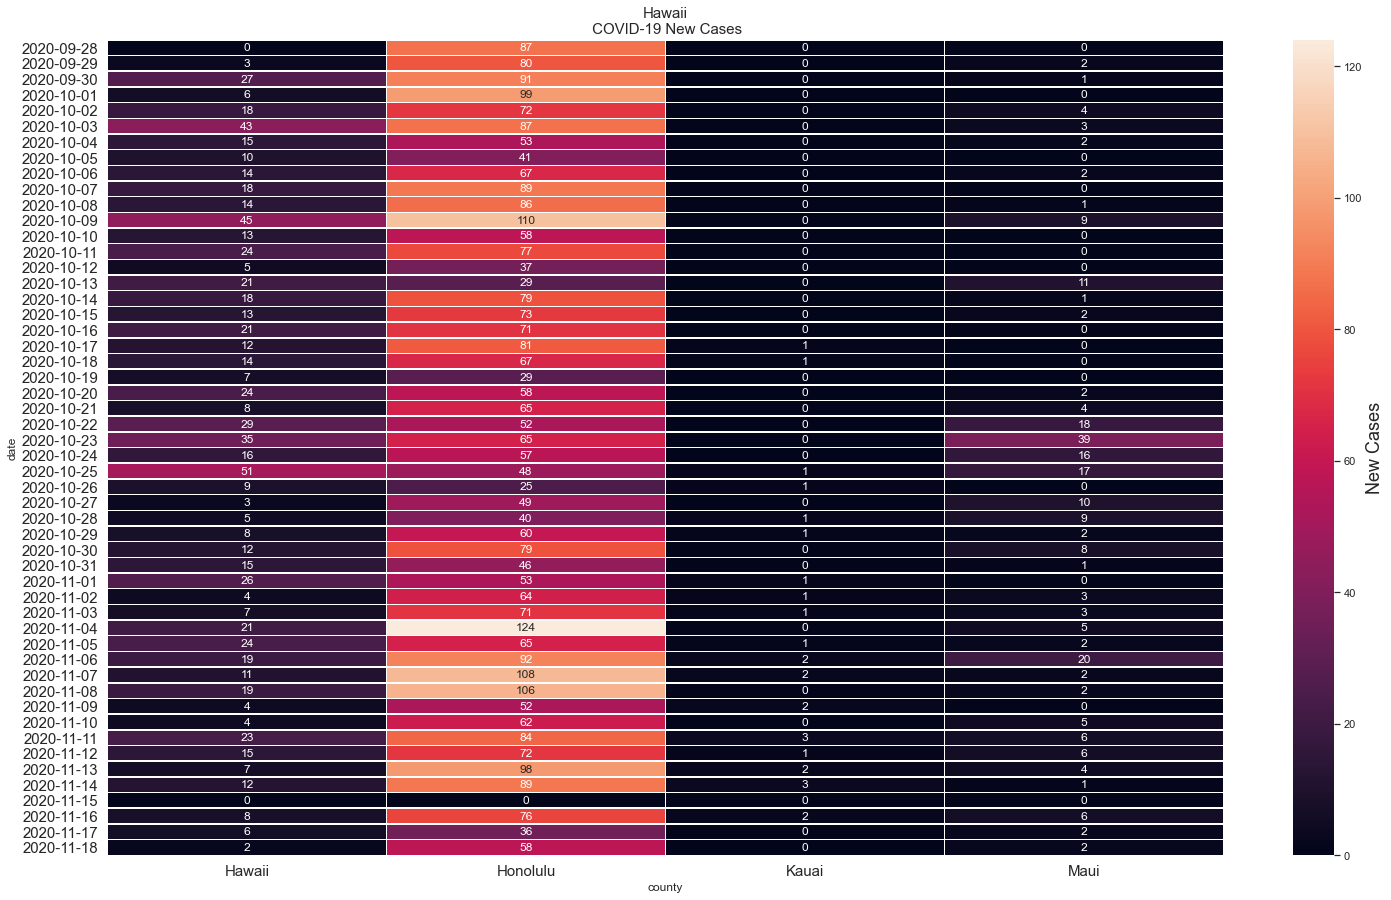 Hawaii
COVID-19 New Cases
2020-09-28 0 87 0 0
2020-09-29 3 80 0 2
2020-09-30 27 91 0 1
2020-10-01 6 99 0 0
2020-10-02 18 72 0 4
2020-10-03 43 87 0 3
2020-10-04 15 53 0 2
2020-10-05 10 41 0 0
2020-10-06 14 67 0 2
2020-10-07 18 89 0 0
2020-10-08 14 86 0 1
2020-10-09 45 110 0 9
2020-10-10 13 58 0 0
2020-10-11 24 77 0 0
2020-10-12 5 37 0 0
2020-10-13 21 29 0 11
2020-10-14 18 79 0 1
2020-10-15 13 73 0 2
2020-10-16 21 71 0 0
2020-10-17 12 81 1 0
2020-10-18 14 67 1 0
2020-10-19 7 29 0 0
2020-10-20 24 58 0 2
2020-10-21 8 65 0 4
2020-10-22 29 52 0 18
2020-10-23 35 65 0 39
2020-10-24 16 57 0 16
2020-10-25 51 48 1 17
2020-10-26 9 25 1 0
2020-10-27 3 49 0 10
2020-10-28 5 40 1 9
2020-10-29 8 60 1 2
2020-10-30 12 79 0 8
2020-10-31 15 46 0 1
2020-11-01 26 53 1 0
2020-11-02 4 64 1 3
2020-11-03 7 71 1 3
2020-11-04 21 124 0 5
2020-11-05 24 65 1 2
2020-11-06 19 92 2 20
2020-11-07 11 108 2 2
2020-11-08 19 106 0 2
2020-11-09 4 52 2 0
2020-11-10 4 62 0 5
2020-11-11 23 84 3 6
2020-11-12 15 72 1 6
2020-11-13 7 98 2 4
2020-11-14 12 89 3 1
2020-11-15 0 0 0 0
2020-11-16 8 76 2 6
2020-11-17 6 36 0 2
2020-11-18 2 58 0 2
date
Hawaii Honolulu Kauai Maui
county
120
100
80
60
40
20
0
New Cases